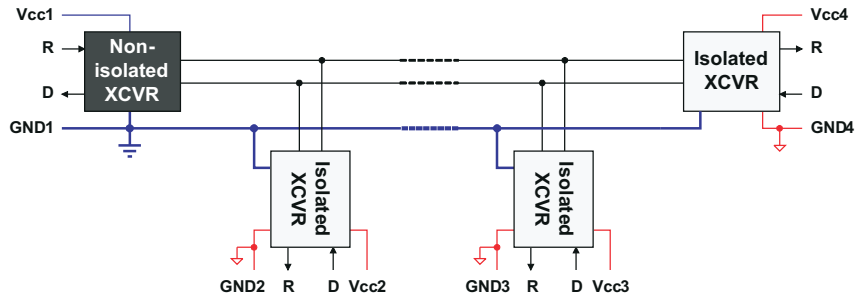 Vcc1
Vcc4
R
Non-
isolated
XCVR
Isolated
XCVR
R
D
D
GND1
GND4
Isolated
XCVR
Isolated
XCVR
GND2 R D Vcc2
GND3 R D Vcc3